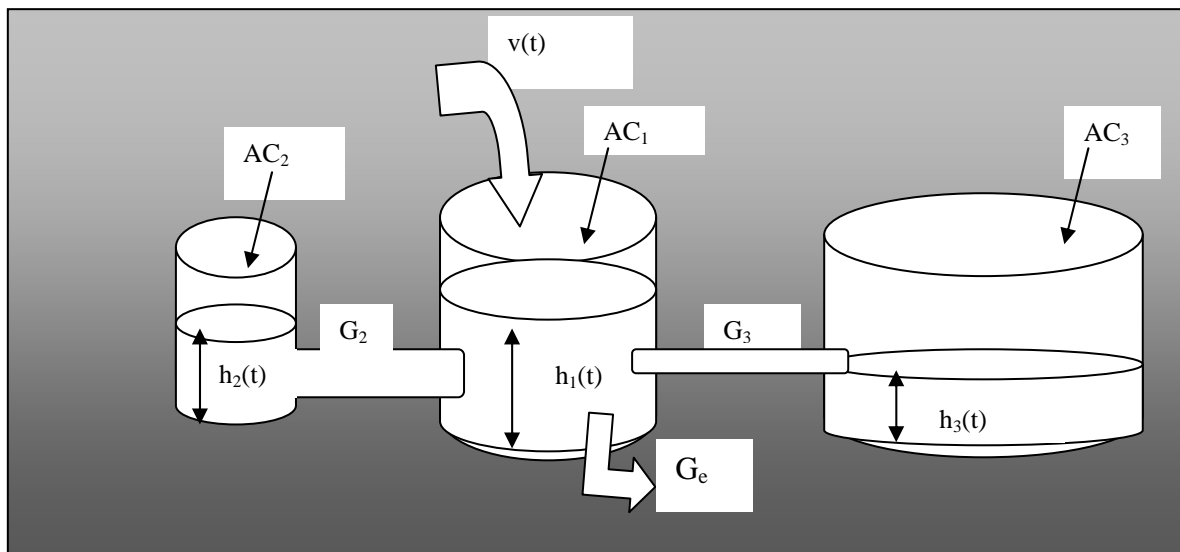 v(t)
AC₂
AC₁
AC₃
G₂
G₃
h₂(t)
h₁(t)
h₃(t)
Gₑ